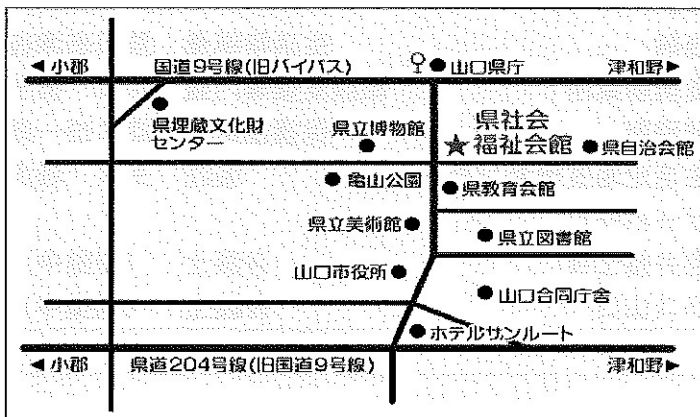 ◀小郡 国道9号線(旧バイパス) ●山口県庁 津和野▶
●
県埋蔵文化財
センター
県立博物館
●
県社会
★福祉会館 ●県自治会館
●亀山公園 ●県教育会館
県立美術館● ●県立図書館
山口市役所● ●山口合同庁舎
●ホテルサンルート
◀小郡 県道204号線(旧国道9号線) 津和野▶